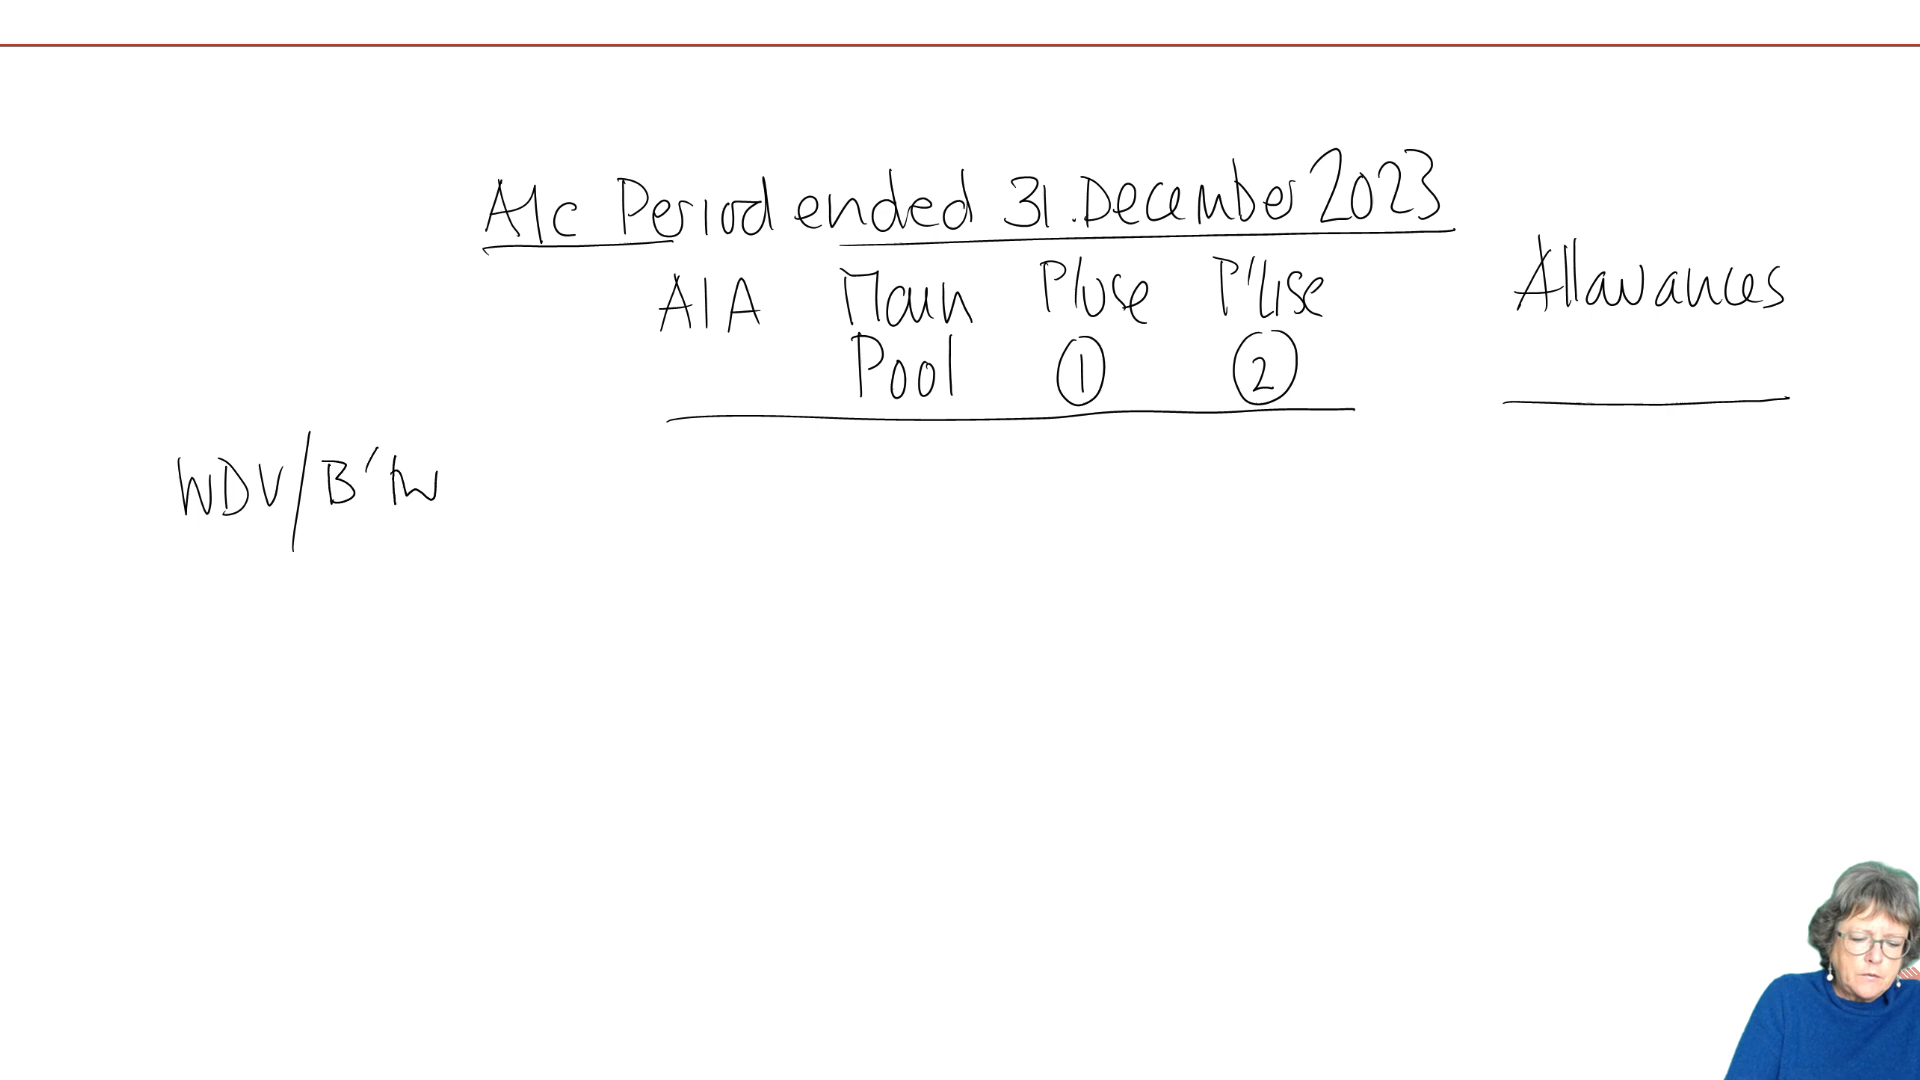 A/c Period ended 31.December 2023
AIA Main P/use P'use Allowances
Pool 1 2
WDV/B'fw